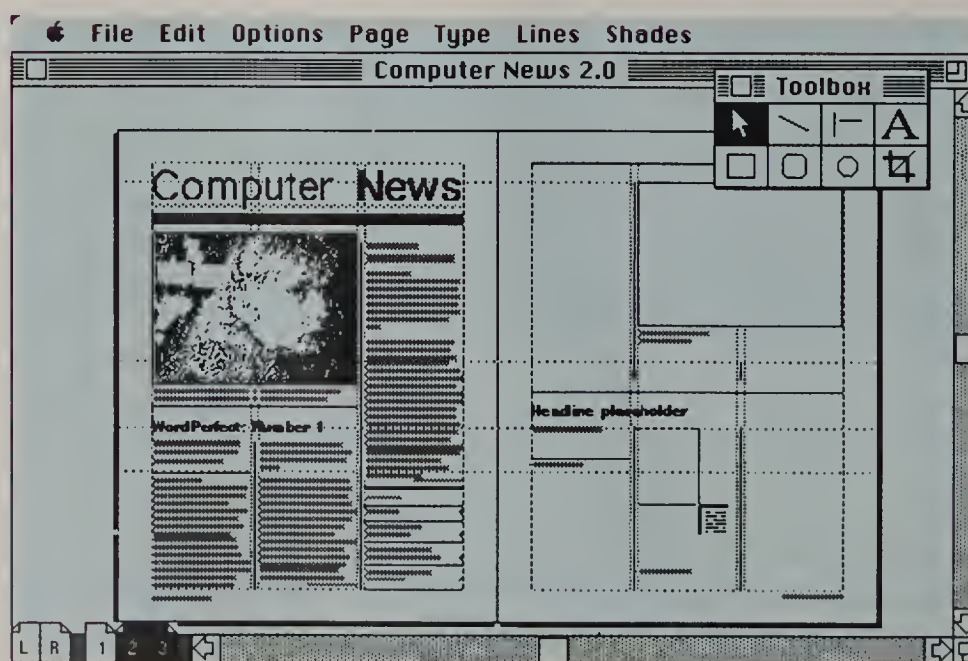 File Edit Options Page Type Lines Shades
Computer News 2.0
Toolbox
A
Computer News
WordPerfect: Number 1
Headline placeholder
L R 1 2 3